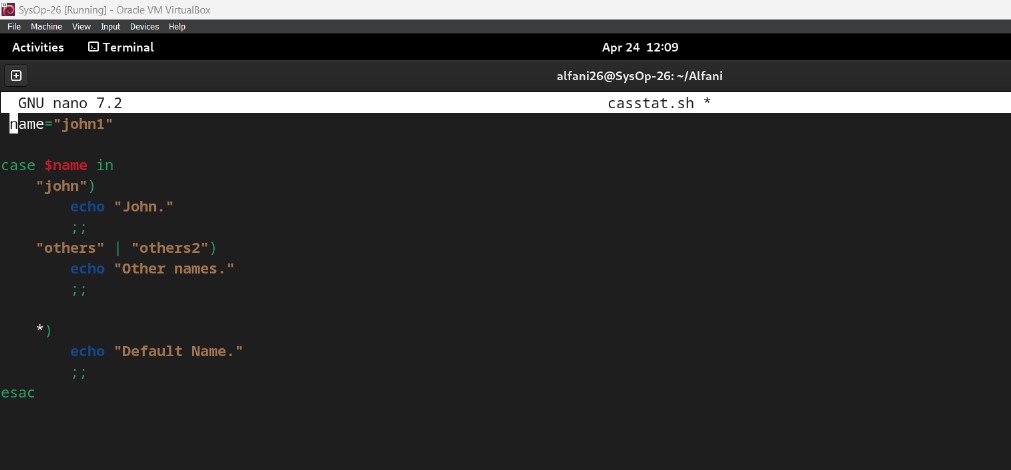 SysOp-26 [Running] - Oracle VM VirtualBox
File Machine View Input Devices Help
Activities Terminal Apr 24 12:09
alfani26@SysOp-26: ~/Alfani
GNU nano 7.2 casstat.sh *
name="john1"
case $name in
"john")
echo "John."
;;
"others" | "others2")
echo "Other names."
;;
*)
echo "Default Name."
;;
esac